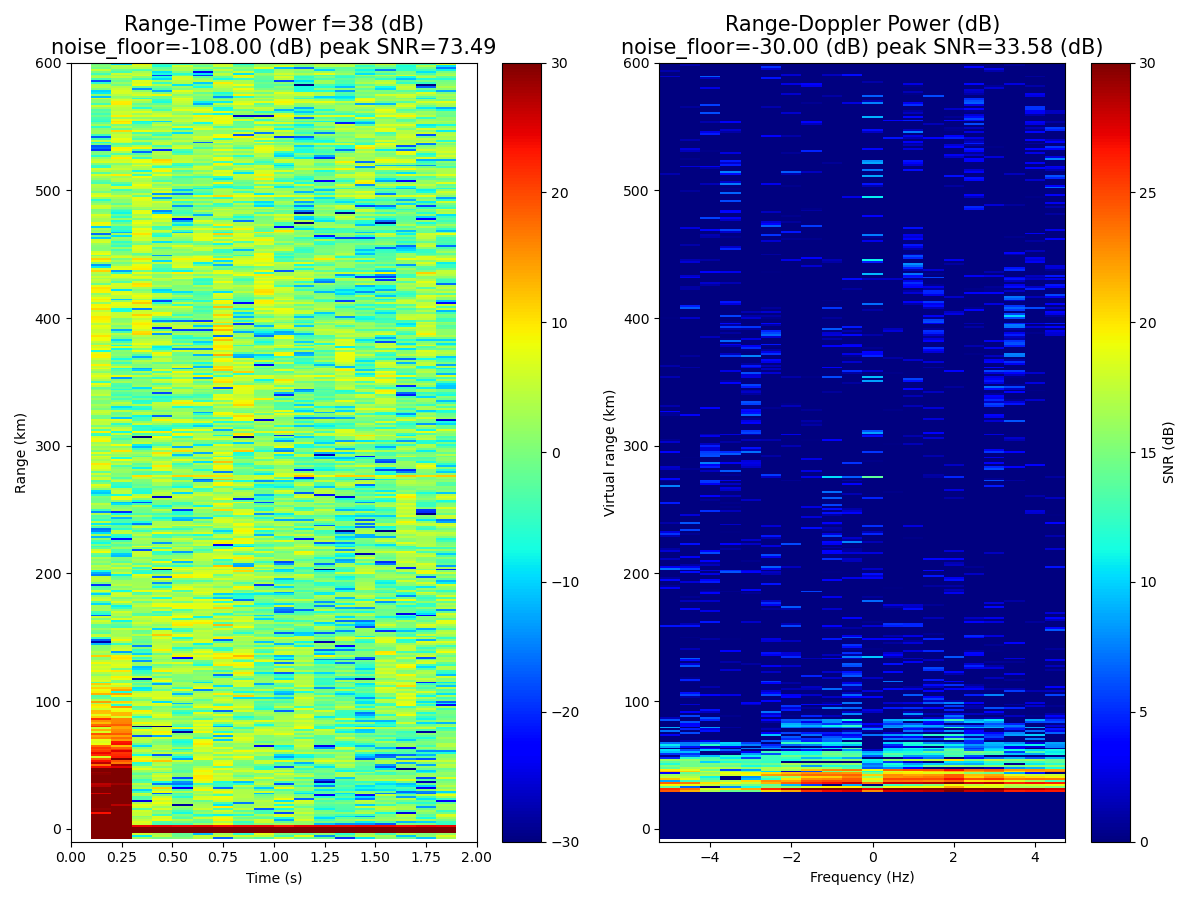 Range-Time Power f=38 (dB)
noise_floor=-108.00 (dB) peak SNR=73.49
600
500
400
300
200
100
0
Range (km)
0.00 0.25 0.50 0.75 1.00 1.25 1.50 1.75 2.00
Time (s)
30
20
10
0
−10
−20
−30
Range-Doppler Power (dB)
noise_floor=-30.00 (dB) peak SNR=33.58 (dB)
600
500
400
300
200
100
0
Virtual range (km)
−4 −2 0 2 4
Frequency (Hz)
30
25
20
15
10
5
0
SNR (dB)